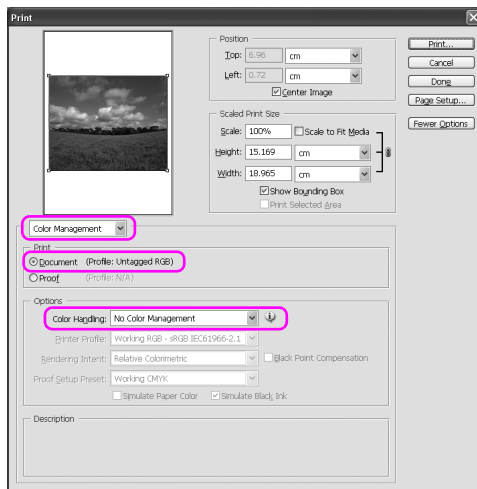 Print
Position
Top: 6.96 cm
Left: 0.72 cm
Center Image
Print...
Cancel
Done
Page Setup...
Fewer Options
Scaled Print Size
Scale: 100% Scale to Fit Media
Height: 15.169 cm
Width: 18.965 cm
Show Bounding Box
Print Selected Area
Color Management
Print
Document (Profile: Untagged RGB)
Proof (Profile: N/A)
Options
Color Handling: No Color Management
Printer Profile: Working RGB - sRGB IEC61966-2.1
Rendering Intent: Relative Colorimetric Black Point Compensation
Proof Setup Preset: Working CMYK
Simulate Paper Color Simulate Black Ink
Description